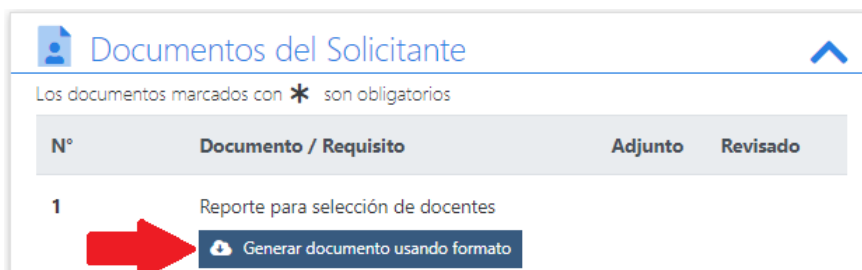 Documentos del Solicitante
Los documentos marcados con * son obligatorios
N° Documento / Requisito Adjunto Revisado
1 Reporte para selección de docentes
Generar documento usando formato